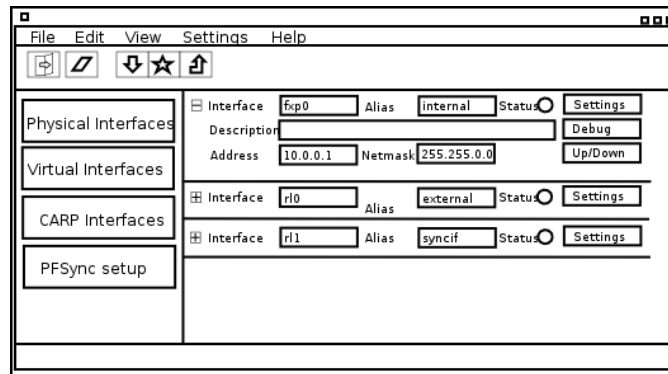 File Edit View Settings Help
Physical Interfaces
Virtual Interfaces
CARP Interfaces
PFSync setup
Interface fxp0 Alias internal Status Settings
Description Debug
Address 10.0.0.1 Netmask 255.255.0.0 Up/Down
Interface rl0 Alias external Status Settings
Interface rl1 Alias syncif Status Settings